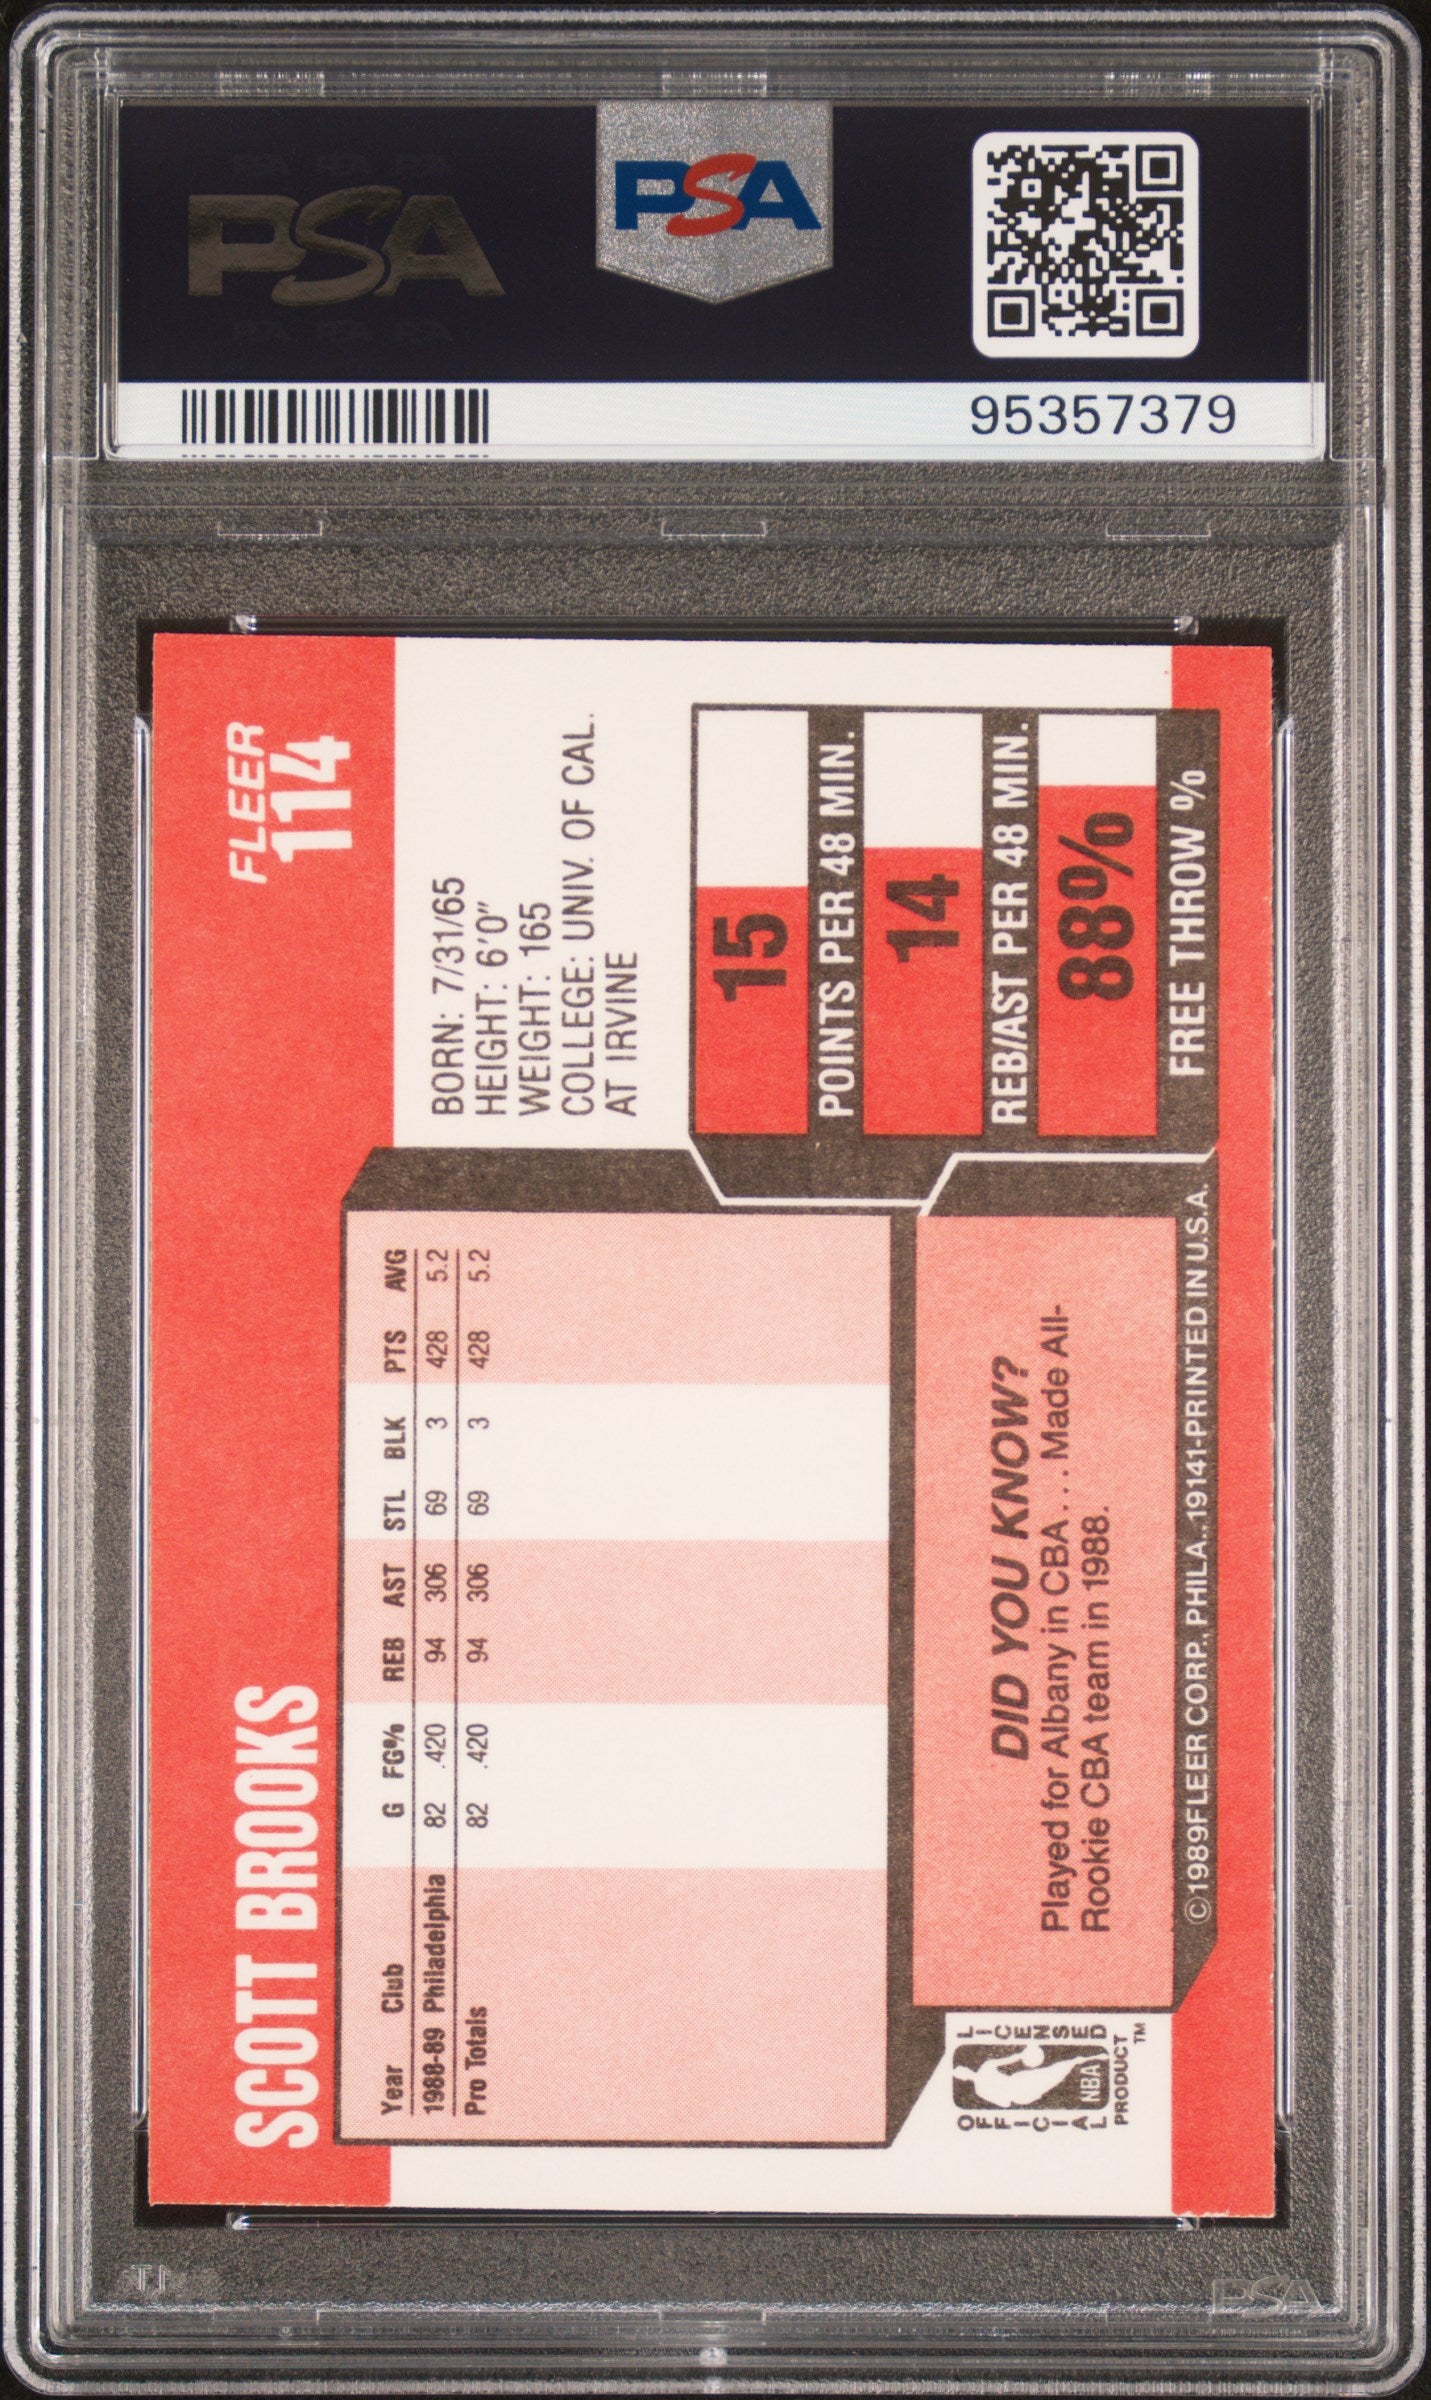 PSA
PSA
95357379
FLEER
114
SCOTT BROOKS
BORN: 7/31/65
HEIGHT: 6'0"
WEIGHT: 165
COLLEGE: UNIV. OF CAL.
AT IRVINE
Year Club G FG% REB AST STL BLK PTS AVG
1988-89 Philadelphia 82 .420 94 306 69 3 428 5.2
Pro Totals 82 .420 94 306 69 3 428 5.2
15
POINTS PER 48 MIN.
14
REB/AST PER 48 MIN.
88%
FREE THROW %
DID YOU KNOW?
Played for Albany in CBA... Made All-
Rookie CBA team in 1988.
OFFICIAL LICENSED
NBA
PRODUCT TM
©1989FLEER CORP., PHILA..19141-PRINTED IN U.S.A.
PSA